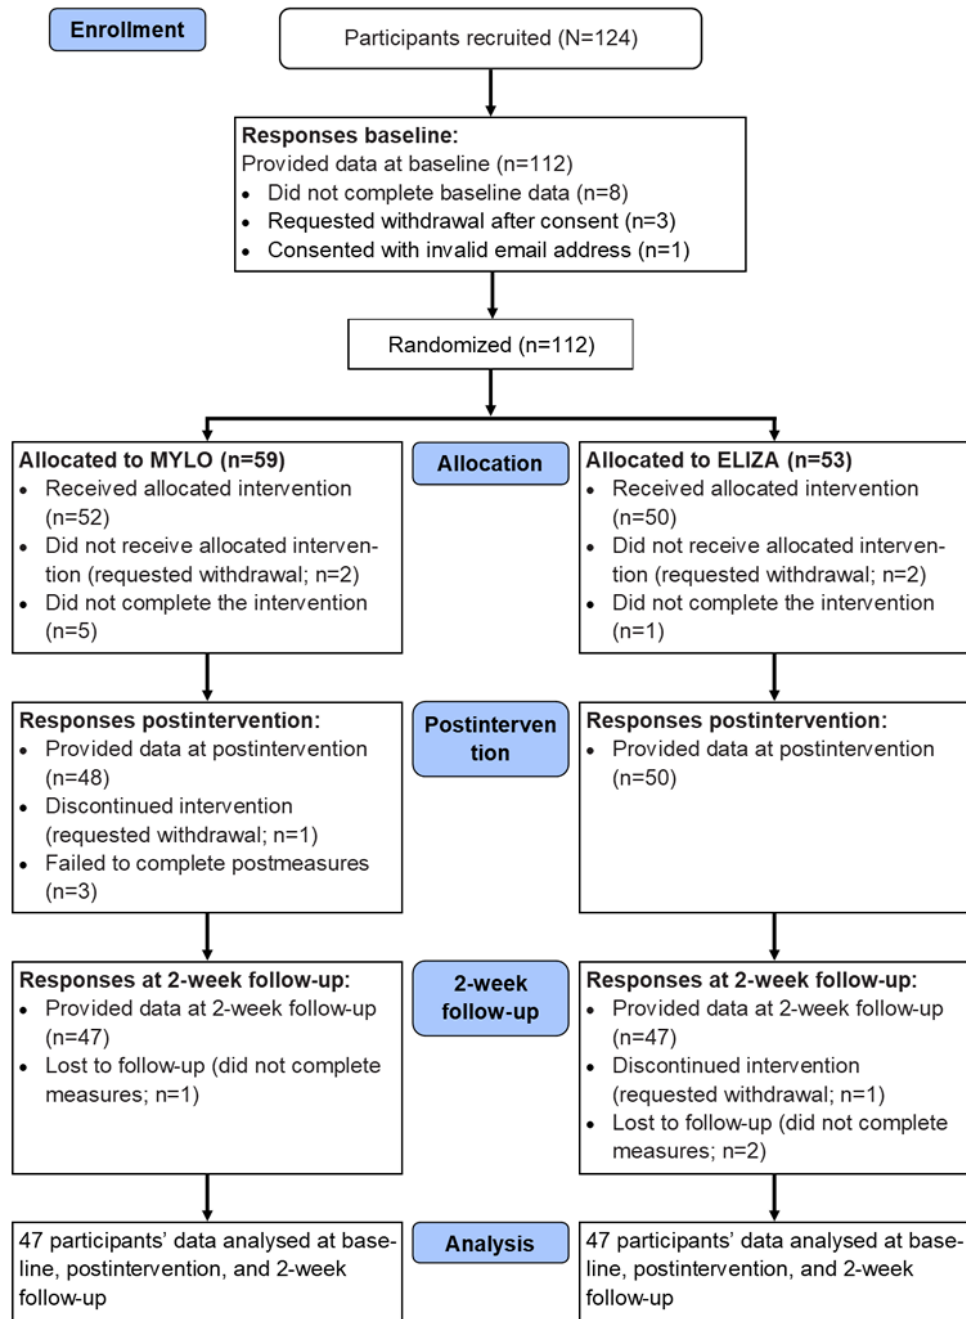 Enrollment
Participants recruited (N=124)
Responses baseline:
Provided data at baseline (n=112)
• Did not complete baseline data (n=8)
• Requested withdrawal after consent (n=3)
• Consented with invalid email address (n=1)
Randomized (n=112)
Allocated to MYLO (n=59)
• Received allocated intervention
(n=52)
• Did not receive allocated interven-
tion (requested withdrawal; n=2)
• Did not complete the intervention
(n=5)
Allocation
Allocated to ELIZA (n=53)
• Received allocated intervention
(n=50)
• Did not receive allocated interven-
tion (requested withdrawal; n=2)
• Did not complete the intervention
(n=1)
Responses postintervention:
• Provided data at postintervention
(n=48)
• Discontinued intervention
(requested withdrawal; n=1)
• Failed to complete postmeasures
(n=3)
Postinterven
tion
Responses postintervention:
• Provided data at postintervention
(n=50)
Responses at 2-week follow-up:
• Provided data at 2-week follow-up
(n=47)
• Lost to follow-up (did not complete
measures; n=1)
2-week
follow-up
Responses at 2-week follow-up:
• Provided data at 2-week follow-up
(n=47)
• Discontinued intervention
(requested withdrawal; n=1)
• Lost to follow-up (did not complete
measures; n=2)
47 participants’ data analysed at base-
line, postintervention, and 2-week
follow-up
Analysis
47 participants’ data analysed at base-
line, postintervention, and 2-week
follow-up